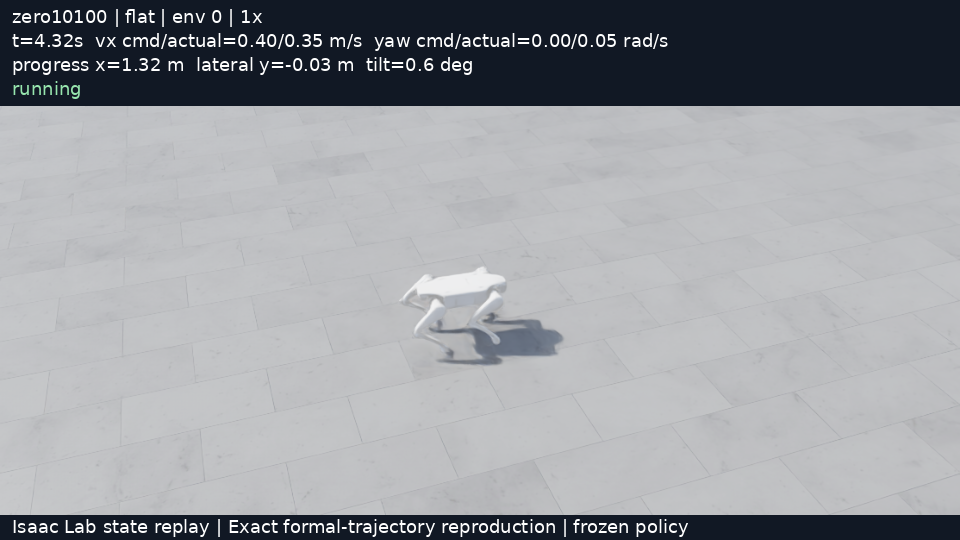 zero10100 | flat | env 0 | 1x
t=4.32s  vx cmd/actual=0.40/0.35 m/s  yaw cmd/actual=0.00/0.05 rad/s
progress x=1.32 m  lateral y=-0.03 m  tilt=0.6 deg
running
Isaac Lab state replay | Exact formal-trajectory reproduction | frozen policy